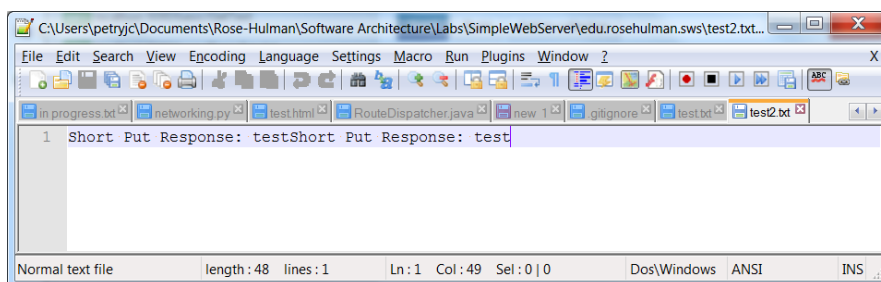 C:\Users\petryjc\Documents\Rose-Hulman\Software Architecture\Labs\SimpleWebServer\edu.rosehulman.sws\test2.txt...
File Edit Search View Encoding Language Settings Macro Run Plugins Window ? X
ABC
in progress.txt networking.py test.html RouteDispatcher.java new 1 .gitignore test.txt test2.txt
1 Short Put Response: testShort Put Response: test
Normal text file length : 48 lines : 1 Ln : 1 Col : 49 Sel : 0 | 0 Dos\Windows ANSI INS